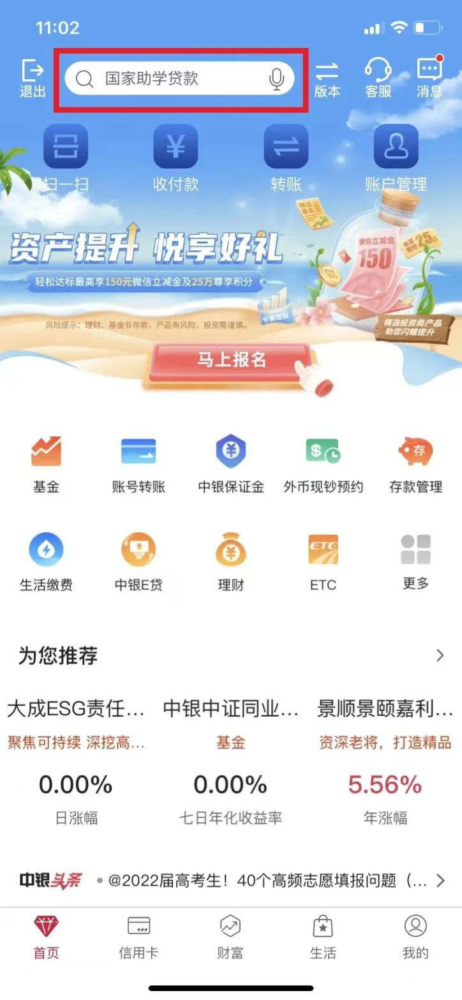 11:02
退出
国家助学贷款
版本
客服
消息
扫一扫
收付款
转账
账户管理
精选
基金
资产提升 悦享好礼
微信立减金
150
尊享
积分
25万
轻松达标最高享150元微信立减金及25万尊享积分
专属理财
风险提示：理财、基金非存款，产品有风险，投资需谨慎。
精选投资类产品
助您闪耀提升
马上报名
存
基金
账号转账
中银保证金
外币现钞预约
存款管理
ETC
生活缴费
中银E贷
理财
ETC
更多
为您推荐
大成ESG责任...
中银中证同业...
景顺景颐嘉利...
聚焦可持续 深挖高...
基金
资深老将，打造精品
0.00%
0.00%
5.56%
日涨幅
七日年化收益率
年涨幅
中银头条
• @2022届高考生！40个高频志愿填报问题（...
首页
信用卡
财富
生活
我的